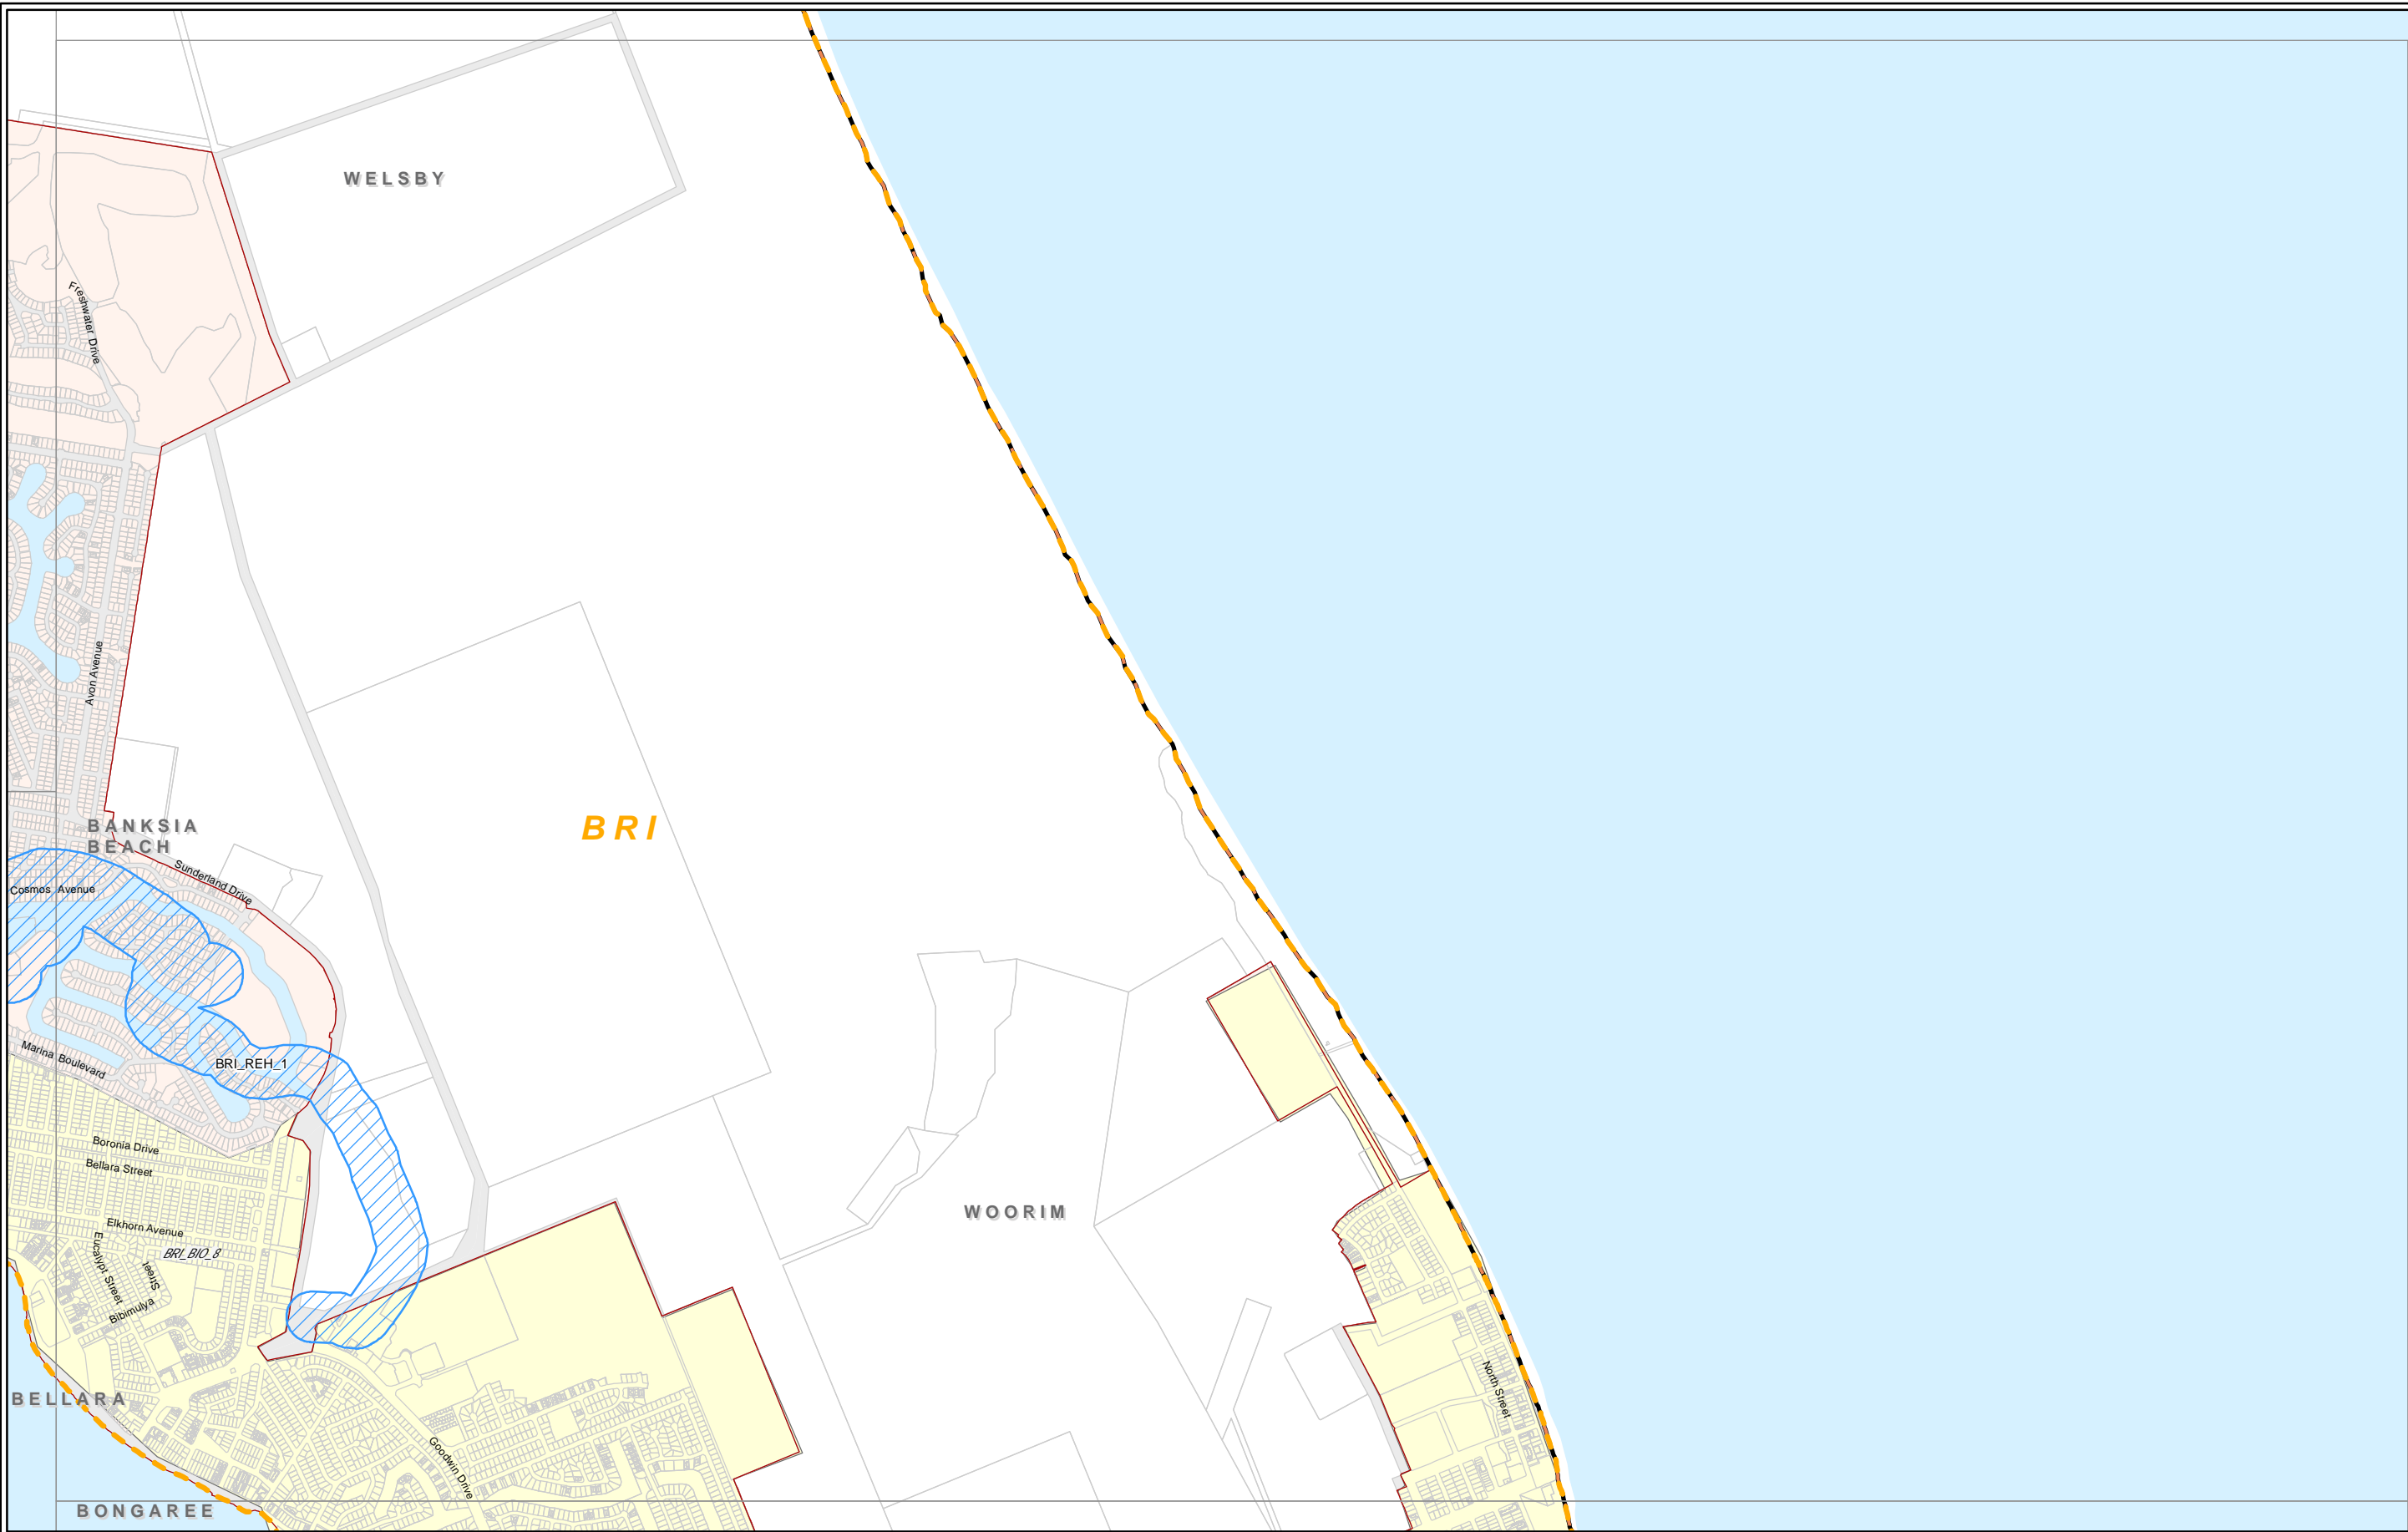 WELSBY
Freshwater Drive
Avon Avenue
BRI
BANKSIA
BEACH
Sunderland Drive
Cosmos Avenue
Marina Boulevard
BRI_REH_1
Boronia Drive
Bellara Street
WOORIM
Elkhorn Avenue
BRI_BIO_8
Eucalypt Street
Street
Bibimulya
North Street
BELLARA
Goodwin Drive
BONGAREE